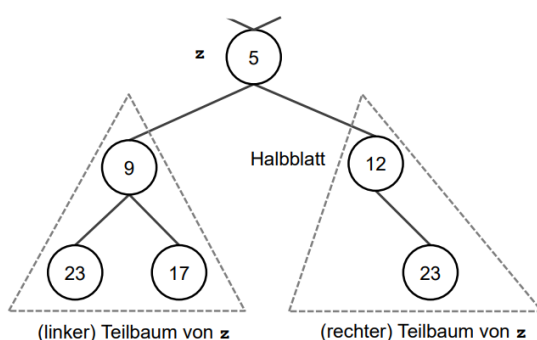 z 5
9 Halbblatt 12
23 17 23
(linker) Teilbaum von z (rechter) Teilbaum von z